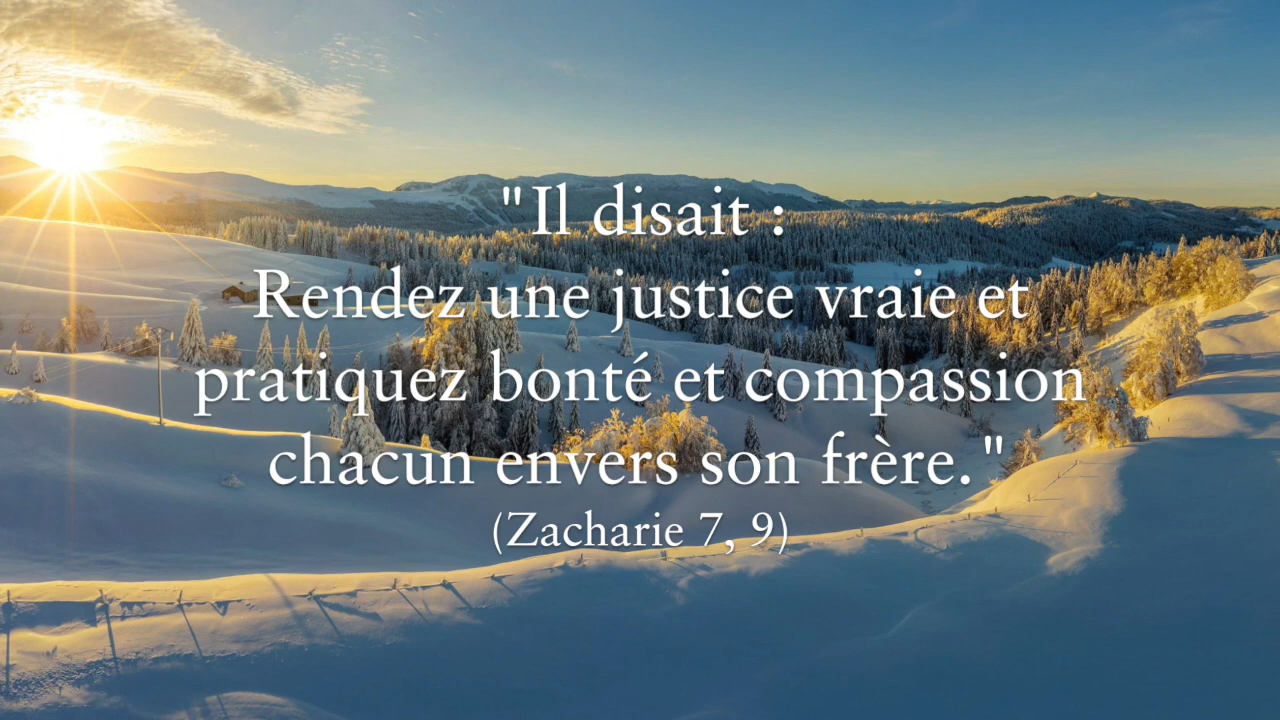 "Il disait :
Rendez une justice vraie et
pratiquez bonté et compassion
chacun envers son frère."
(Zacharie 7, 9)